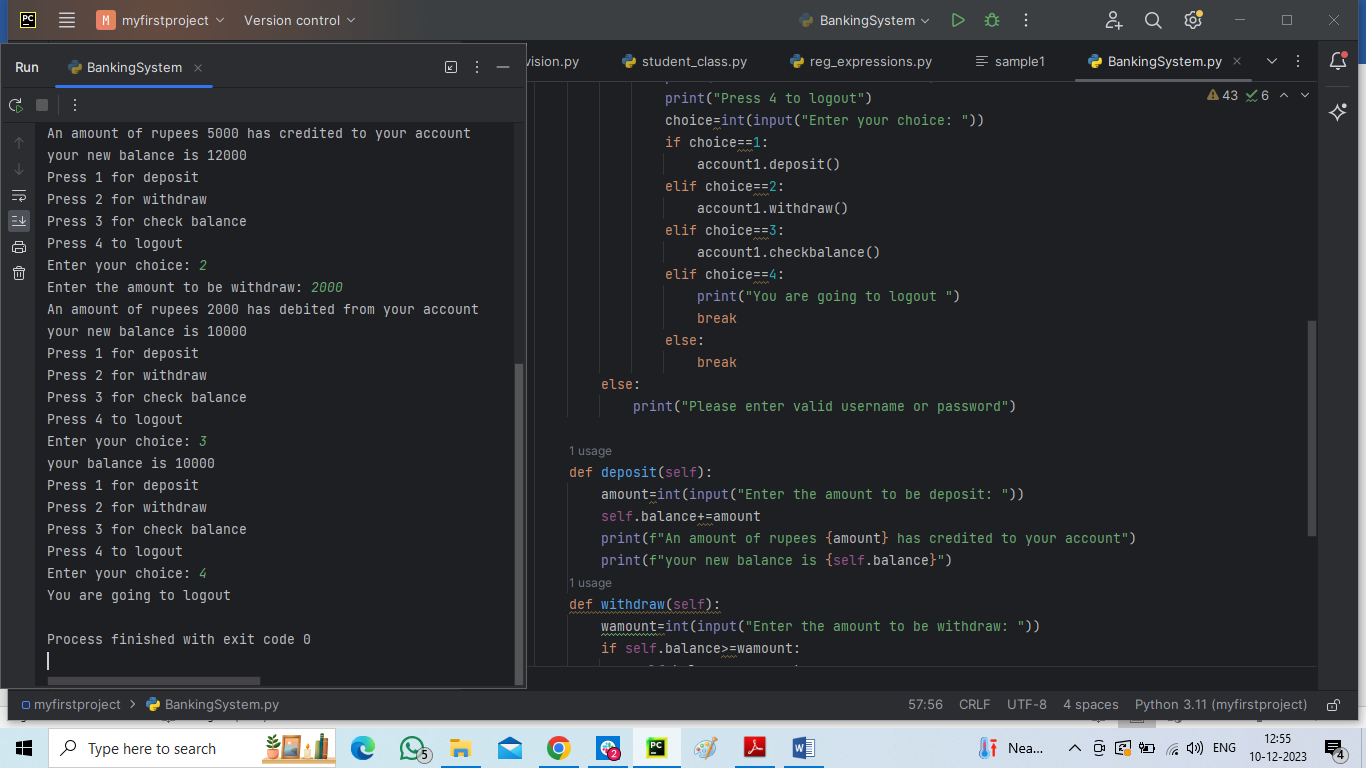 PC
M myfirstproject
Version control
BankingSystem
Run
BankingSystem
vision.py
student_class.py
reg_expressions.py
sample1
BankingSystem.py
43
6
An amount of rupees 5000 has credited to your account
your new balance is 12000
Press 1 for deposit
Press 2 for withdraw
Press 3 for check balance
Press 4 to logout
Enter your choice: 2
Enter the amount to be withdraw: 2000
An amount of rupees 2000 has debited from your account
your new balance is 10000
Press 1 for deposit
Press 2 for withdraw
Press 3 for check balance
Press 4 to logout
Enter your choice: 3
your balance is 10000
Press 1 for deposit
Press 2 for withdraw
Press 3 for check balance
Press 4 to logout
Enter your choice: 4
You are going to logout
Process finished with exit code 0
print("Press 4 to logout")
choice=int(input("Enter your choice: "))
if choice==1:
account1.deposit()
elif choice==2:
account1.withdraw()
elif choice==3:
account1.checkbalance()
elif choice==4:
print("You are going to logout ")
break
else:
break
else:
print("Please enter valid username or password")
1 usage
def deposit(self):
amount=int(input("Enter the amount to be deposit: "))
self.balance+=amount
print(f"An amount of rupees {amount} has credited to your account")
print(f"your new balance is {self.balance}")
1 usage
def withdraw(self):
wamount=int(input("Enter the amount to be withdraw: "))
if self.balance>=wamount:
myfirstproject
BankingSystem.py
57:56
CRLF
UTF-8
4 spaces
Python 3.11 (myfirstproject)
Type here to search
5
2
PC
Nea...
ENG
12:55
10-12-2023
4